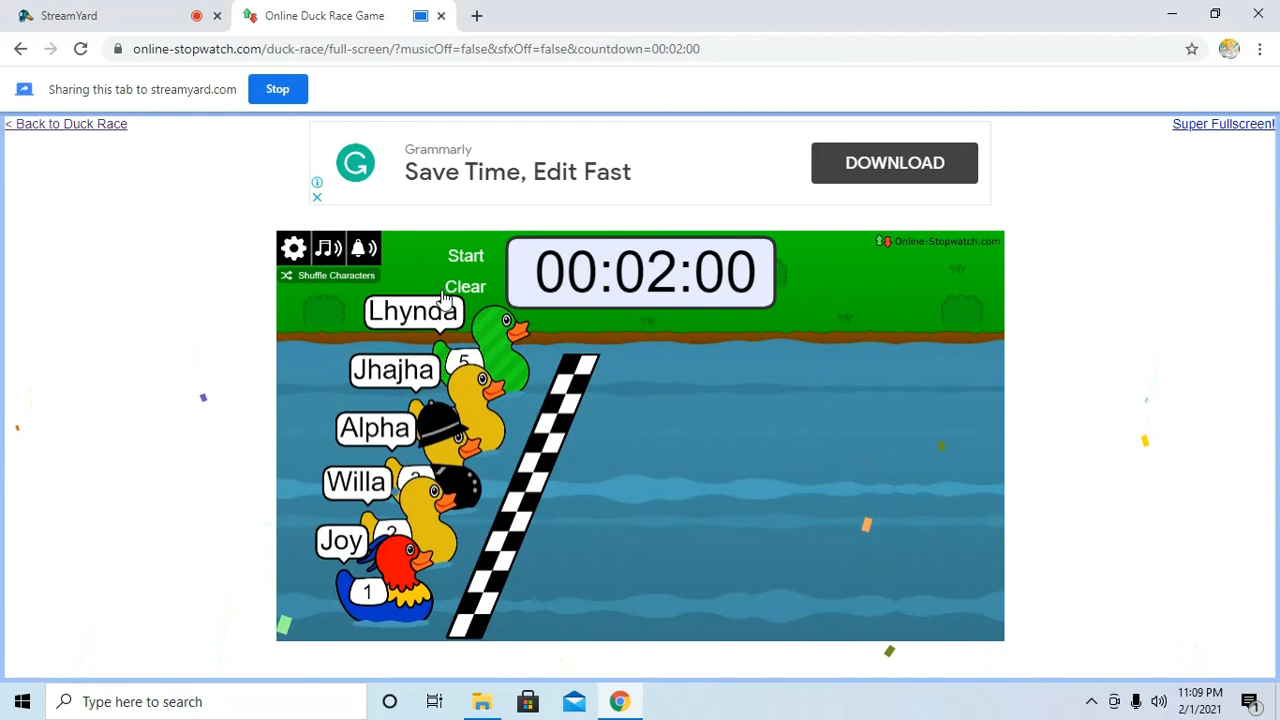 StreamYard
Online Duck Race Game
online-stopwatch.com/duck-race/full-screen/?musicOff=false&sfxOff=false&countdown=00:02:00
Sharing this tab to streamyard.com
Stop
< Back to Duck Race
Super Fullscreen!
Grammarly
Save Time, Edit Fast
DOWNLOAD
Start
Clear
00:02:00
Online-Stopwatch.com
Shuffle Characters
Lhynda
5
Jhajha
Alpha
Willa
2
Joy
1
Type here to search
11:09 PM
2/1/2021
1